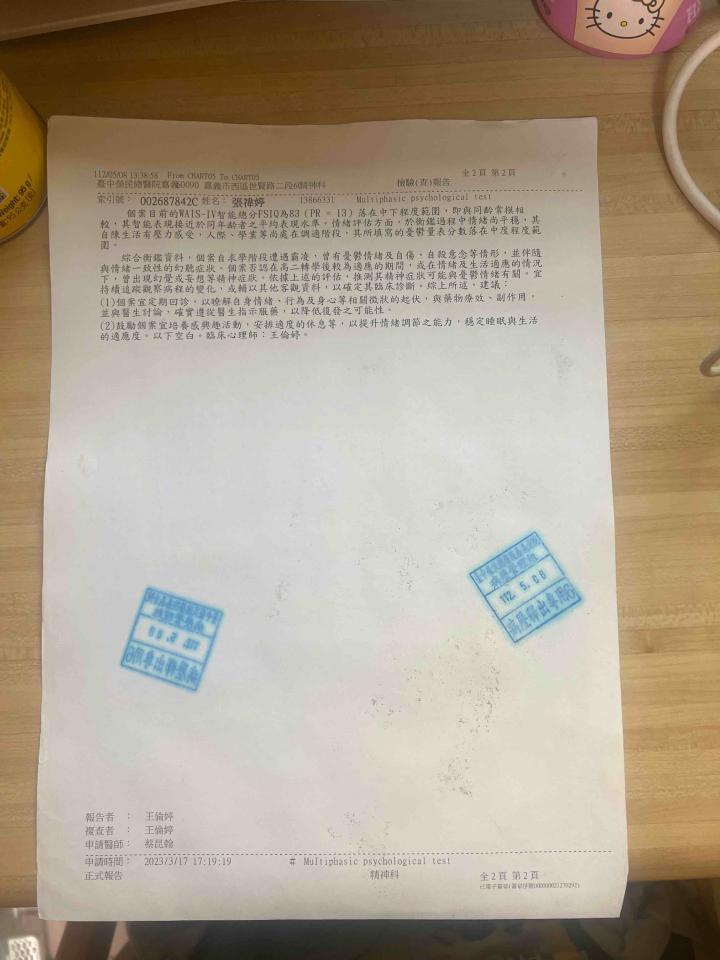 112/05/08 13:38:58 From CHART05 To CHART05 全2頁 第2頁
臺中榮民總醫院嘉義0090 嘉義市西區世賢路二段6精神科 檢驗(查)報告
索引號: 002687842C 姓名: 張禕婷 13866331 Multiphasic psychological test
個案目前的WAIS-IV智能總分FSIQ為83 (PR = 13) 落在中下程度範圍，即與同齡常模相
較，其智能表現接近於同年齡者之平均表現水準。情緒評估方面，於衡鑑過程中情緒尚平穩，其
自陳生活有壓力感受，人際、學業等尚處在調適階段，其所填寫的憂鬱量表分數落在中度程度範
圍。
綜合衡鑑資料，個案自求學階段遭遇霸凌，曾有憂鬱情緒及自傷、自殺意念等情形，並伴隨
與情緒一致性的幻聽症狀。個案否認在高二轉學後較為適應的期間，或在情緒及生活適應的情況
下，曾出現幻覺或妄想等精神症狀。依據上述的評估，推測其精神症狀可能與憂鬱情緒有關。宜
持續追蹤觀察病程的變化，或輔以其他客觀資料，以確定其臨床診斷。綜上所述，建議：
(1)個案宜定期回診，以瞭解自身情緒、行為及身心等相關徵狀的起伏，與藥物療效、副作用，
並與醫生討論，確實遵從醫生指示服藥，以降低復發之可能性。
(2)鼓勵個案宜培養感興趣活動，安排適度的休息等，以提升情緒調節之能力，穩定睡眠與生活
的適應度。以下空白。臨床心理師：王倫婷。
112. 5. 08
病歷釋出專用
報告者 : 王倫婷
複查者 : 王倫婷
申請醫師: 蔡昆翰
申請時間: 2023/3/17 17:19:19 # Multiphasic psychological test
正式報告 精神科 全2頁 第2頁
Weight: 95 g